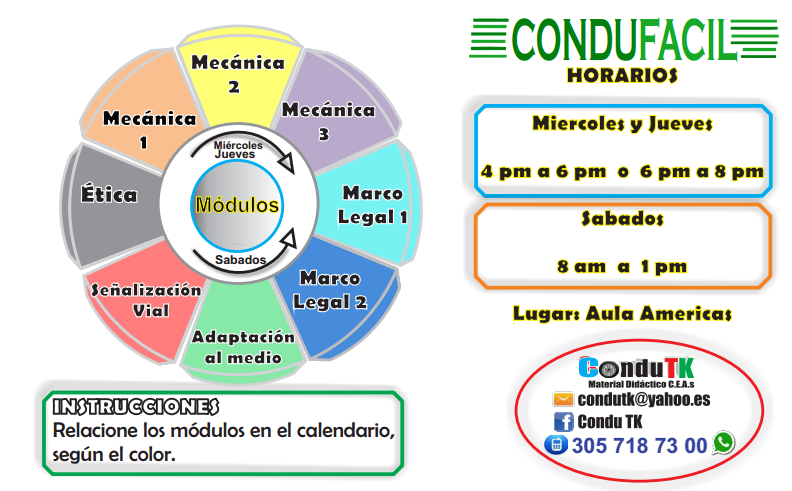 Mecánica
2
Mecánica
1
Mecánica
3
Ética
Miércoles
Jueves
Módulos
Sabados
Marco
Legal 1
Señalización
Vial
Marco
Legal 2
Adaptación
al medio
INSTRUCCIONES
Relacione los módulos en el calendario,
según el color.
CONDUFACIL
HORARIOS
Miercoles y Jueves
4 pm a 6 pm o 6 pm a 8 pm
Sabados
8 am a 1 pm
Lugar: Aula Americas
ConduTK
Material Didáctico C.E.A.s
condutk@yahoo.es
Condu TK
305 718 73 00